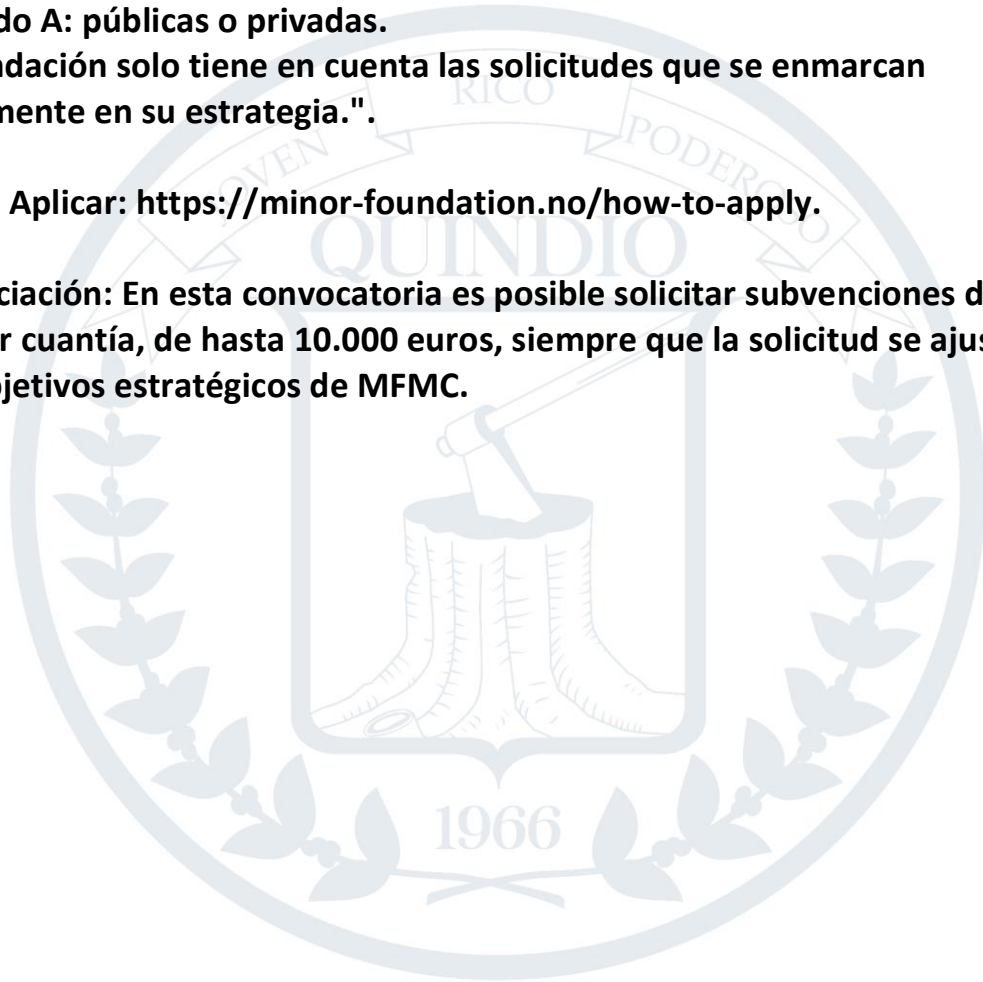 do A: públicas o privadas.
dación solo tiene en cuenta las solicitudes que se enmarcan
mente en su estrategia.".
Aplicar: https://minor-foundation.no/how-to-apply.
ciación: En esta convocatoria es posible solicitar subvenciones d
r cuantía, de hasta 10.000 euros, siempre que la solicitud se ajus
jetivos estratégicos de MFMC.
JOVEN RICO PODEROSO
QUINDIO
1966